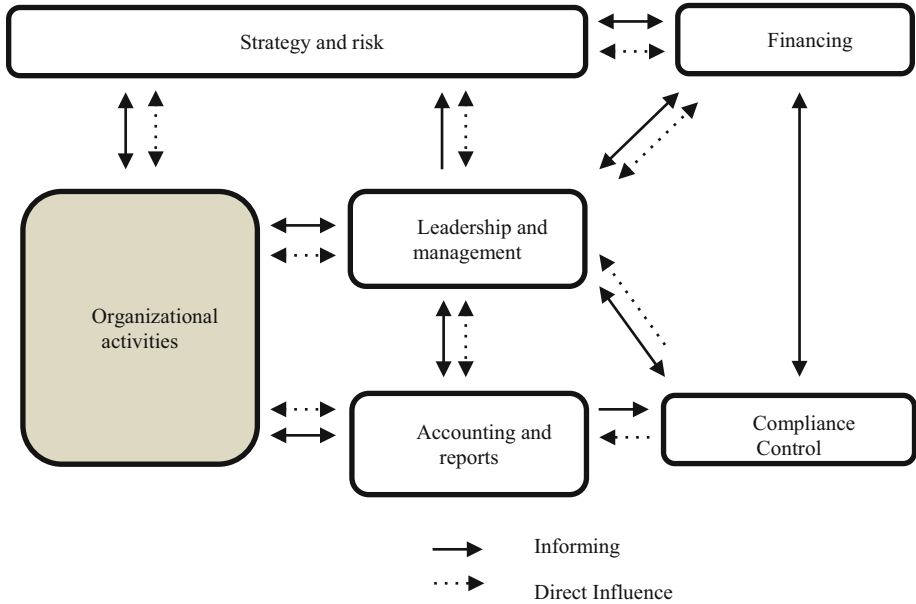 Strategy and risk
Financing
Leadership and
management
Organizational
activities
Accounting and
reports
Compliance
Control
Informing
Direct Influence